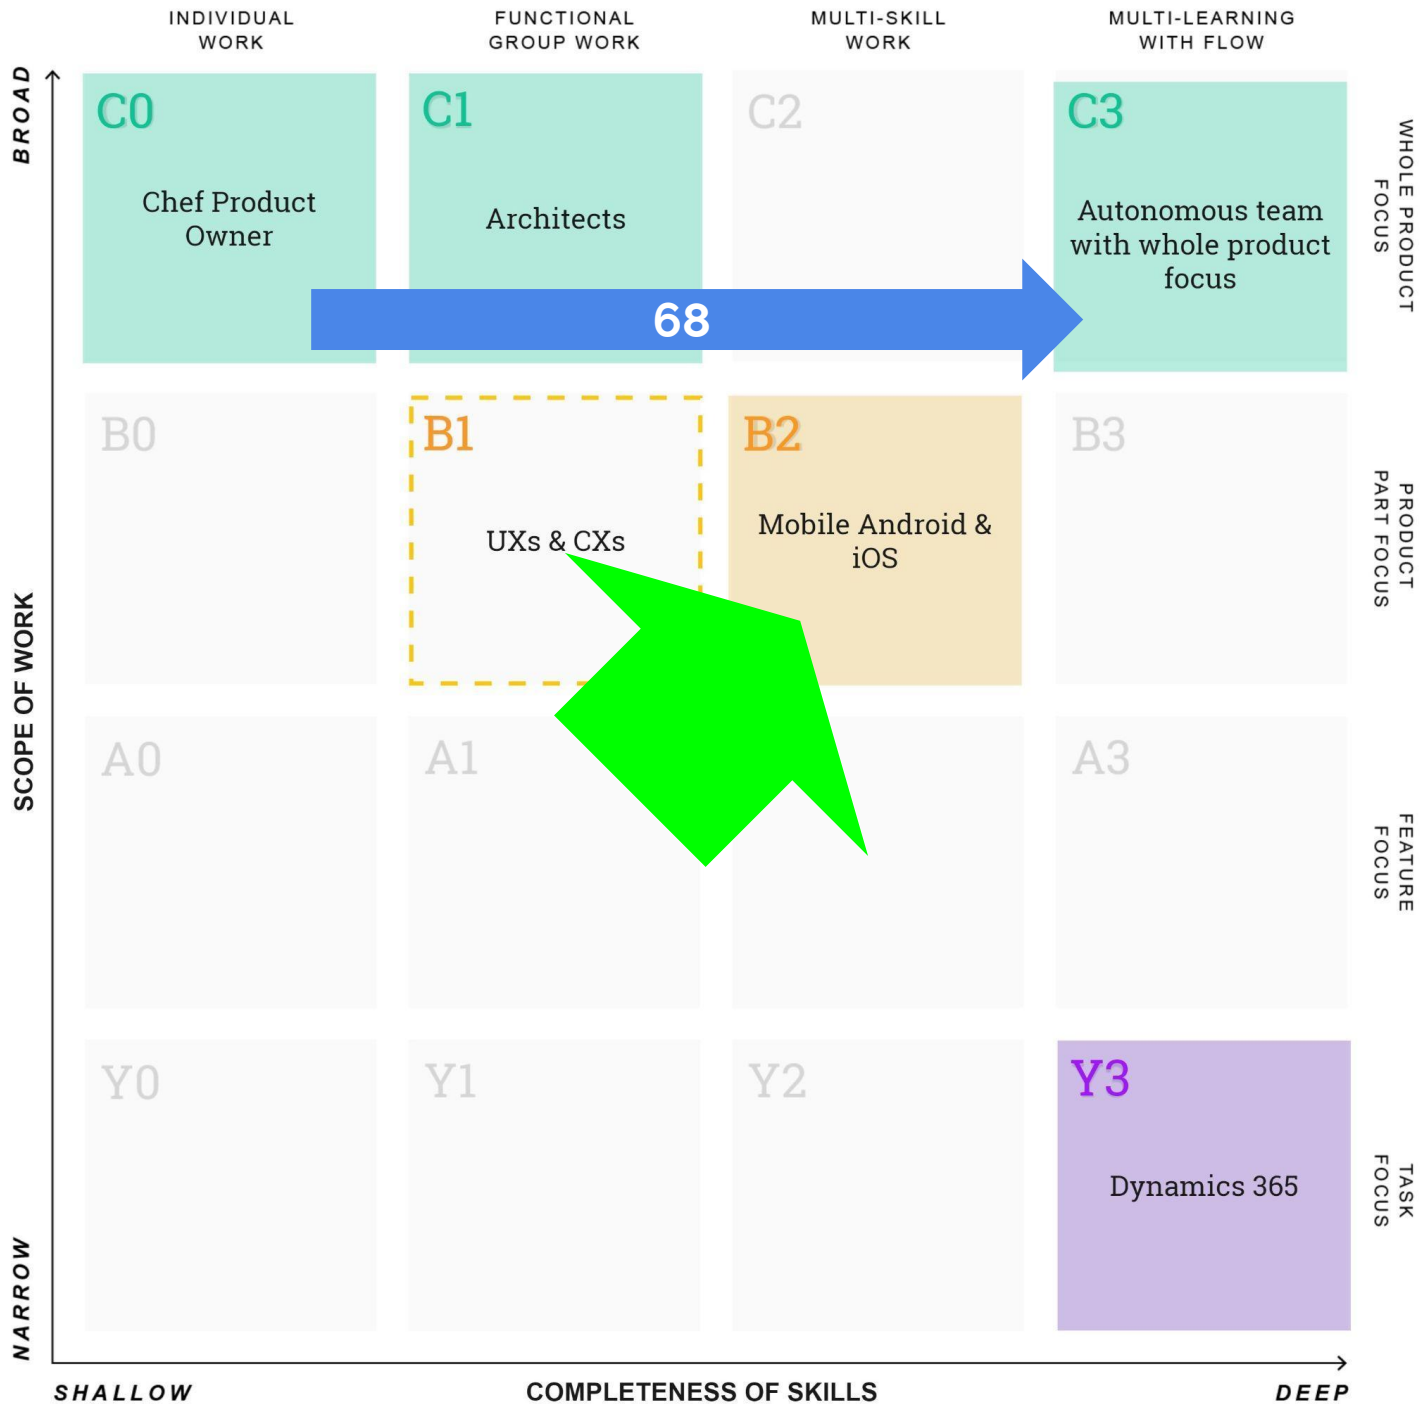 INDIVIDUAL
WORK
FUNCTIONAL
GROUP WORK
MULTI-SKILL
WORK
MULTI-LEARNING
WITH FLOW
BROAD
C0
Chef Product
Owner
C1
Architects
C2
C3
Autonomous team
with whole product
focus
WHOLE PRODUCT
FOCUS
68
B0
B1
UXs & CXs
B2
Mobile Android &
iOS
B3
PRODUCT
PART FOCUS
SCOPE OF WORK
A0
A1
A3
FEATURE
FOCUS
Y0
Y1
Y2
Y3
Dynamics 365
TASK
FOCUS
NARROW
SHALLOW
COMPLETENESS OF SKILLS
DEEP